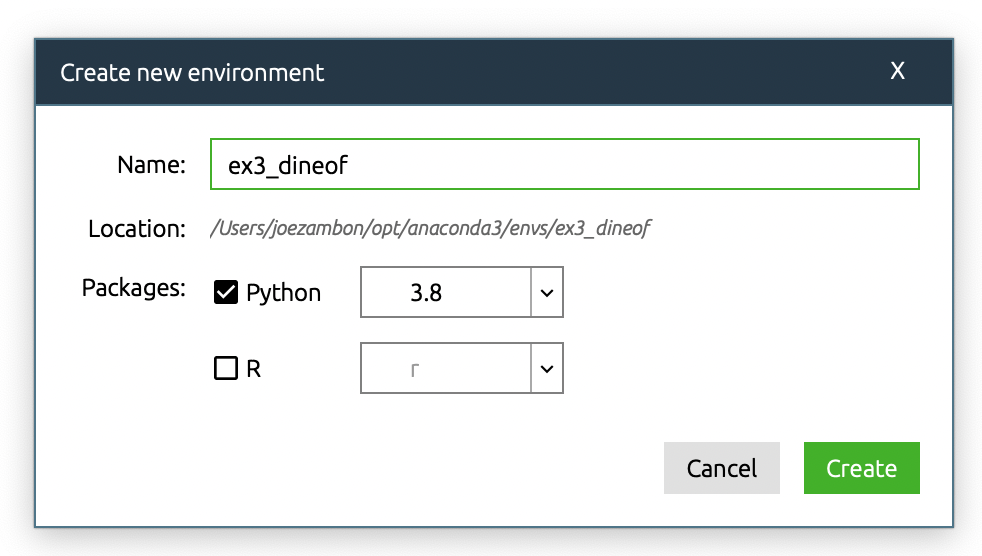 Create new environment X
Name: ex3_dineof
Location: /Users/joezambon/opt/anaconda3/envs/ex3_dineof
Packages: Python 3.8
R r
Cancel Create